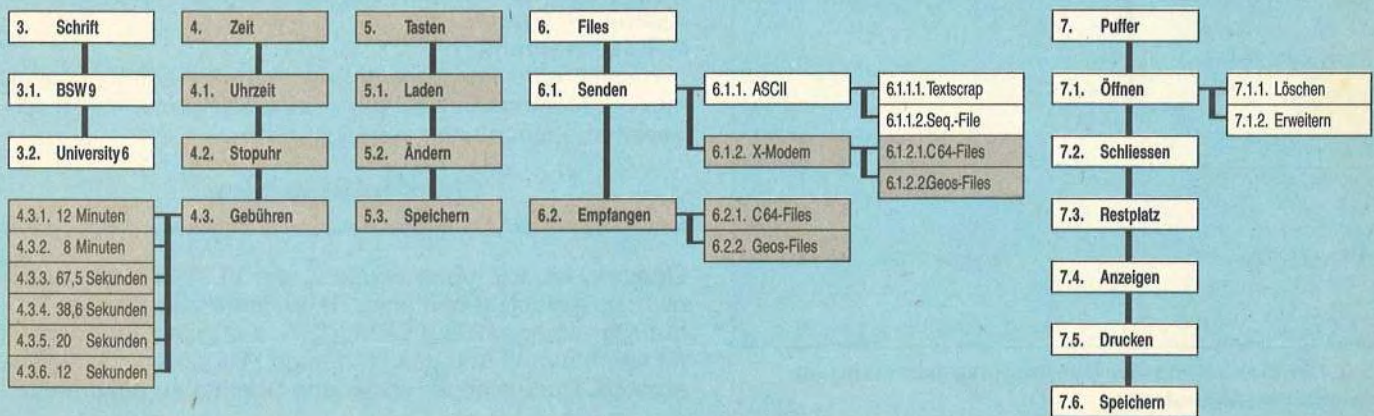 3. Schrift
3.1. BSW9
3.2. University6
4. Zeit
4.1. Uhrzeit
4.2. Stopuhr
4.3. Gebühren
4.3.1. 12 Minuten
4.3.2. 8 Minuten
4.3.3. 67,5 Sekunden
4.3.4. 38,6 Sekunden
4.3.5. 20 Sekunden
4.3.6. 12 Sekunden
5. Tasten
5.1. Laden
5.2. Ändern
5.3. Speichern
6. Files
6.1. Senden
6.1.1. ASCII
6.1.1.1. Textscrap
6.1.1.2. Seq.-File
6.1.2. X-Modem
6.1.2.1. C64-Files
6.1.2.2. Geos-Files
6.2. Empfangen
6.2.1. C64-Files
6.2.2. Geos-Files
7. Puffer
7.1. Öffnen
7.1.1. Löschen
7.1.2. Erweitern
7.2. Schliessen
7.3. Restplatz
7.4. Anzeigen
7.5. Drucken
7.6. Speichern